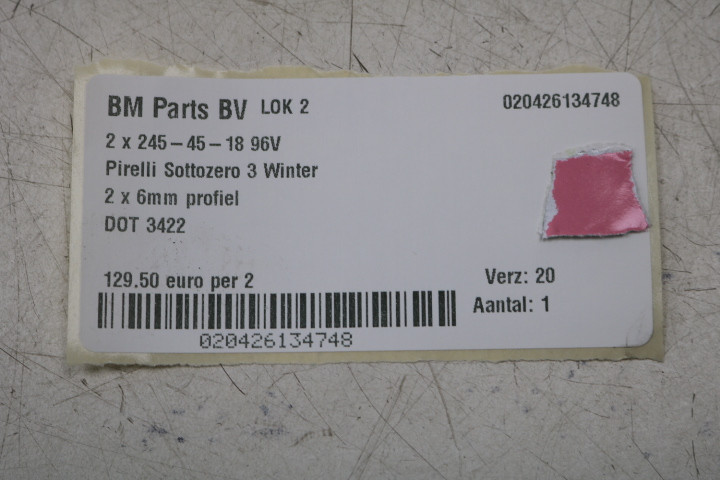 BM Parts BV LOK 2 020426134748
2 x 245-45-18 96V
Pirelli Sottozero 3 Winter
2 x 6mm profiel
DOT 3422
129.50 euro per 2 Verz: 20
Aantal: 1
020426134748